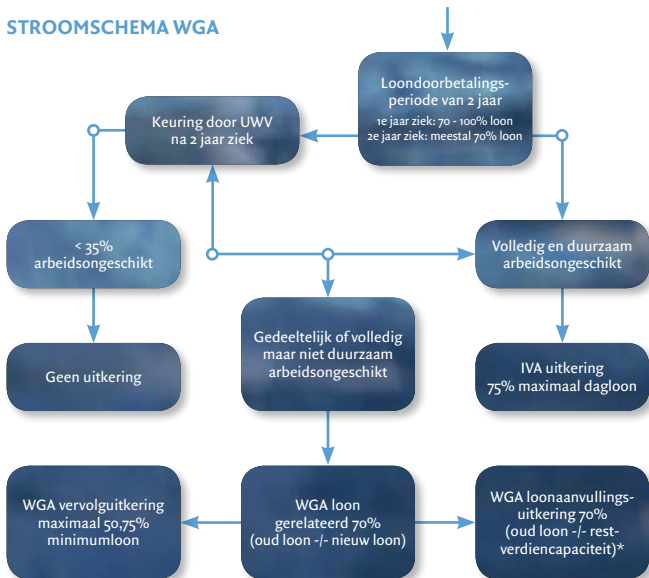 STROOMSCHEMA WGA
Loondoorbetalings-
periode van 2 jaar
1e jaar ziek: 70 - 100% loon
2e jaar ziek: meestal 70% loon
Keuring door UWV
na 2 jaar ziek
< 35%
arbeidsongeschikt
Volledig en duurzaam
arbeidsongeschikt
Gedeeltelijk of volledig
maar niet duurzaam
arbeidsongeschikt
Geen uitkering
IVA uitkering
75% maximaal dagloon
WGA vervolguitkering
maximaal 50,75%
minimumloon
WGA loon
gerelateerd 70%
(oud loon -/- nieuw loon)
WGA loonaanvullings-
uitkering 70%
(oud loon -/- rest-
verdiencapaciteit)*